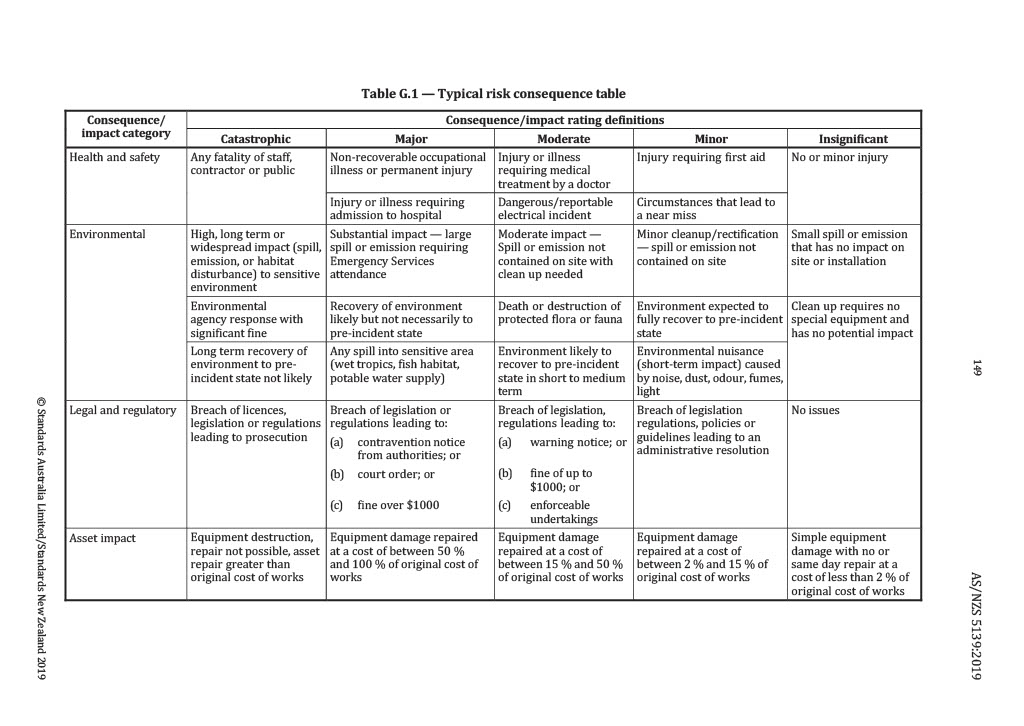 Table G.1 — Typical risk consequence table
Consequence/
impact category
Consequence/impact rating definitions
Catastrophic
Major
Moderate
Minor
Insignificant
Health and safety
Any fatality of staff,
contractor or public
Non-recoverable occupational
illness or permanent injury
Injury or illness
requiring medical
treatment by a doctor
Injury requiring first aid
No or minor injury
Injury or illness requiring
admission to hospital
Dangerous/reportable
electrical incident
Circumstances that lead to
a near miss
Environmental
High, long term or
widespread impact (spill,
emission, or habitat
disturbance) to sensitive
environment
Substantial impact — large
spill or emission requiring
Emergency Services
attendance
Moderate impact —
Spill or emission not
contained on site with
clean up needed
Minor cleanup/rectification
— spill or emission not
contained on site
Small spill or emission
that has no impact on
site or installation
Environmental
agency response with
significant fine
Recovery of environment
likely but not necessarily to
pre-incident state
Death or destruction of
protected flora or fauna
Environment expected to
fully recover to pre-incident
state
Clean up requires no
special equipment and
has no potential impact
Long term recovery of
environment to pre-
incident state not likely
Any spill into sensitive area
(wet tropics, fish habitat,
potable water supply)
Environment likely to
recover to pre-incident
state in short to medium
term
Environmental nuisance
(short-term impact) caused
by noise, dust, odour, fumes,
light
Legal and regulatory
Breach of licences,
legislation or regulations
leading to prosecution
Breach of legislation or
regulations leading to:
(a) contravention notice
from authorities; or
(b) court order; or
(c) fine over $1000
Breach of legislation,
regulations leading to:
(a) warning notice; or
(b) fine of up to
$1000; or
(c) enforceable
undertakings
Breach of legislation
regulations, policies or
guidelines leading to an
administrative resolution
No issues
Asset impact
Equipment destruction,
repair not possible, asset
repair greater than
original cost of works
Equipment damage repaired
at a cost of between 50 %
and 100 % of original cost of
works
Equipment damage
repaired at a cost of
between 15 % and 50 %
of original cost of works
Equipment damage
repaired at a cost of
between 2 % and 15 % of
original cost of works
Simple equipment
damage with no or
same day repair at a
cost of less than 2 % of
original cost of works
149
AS/NZS 5139:2019
© Standards Australia Limited/Standards New Zealand 2019